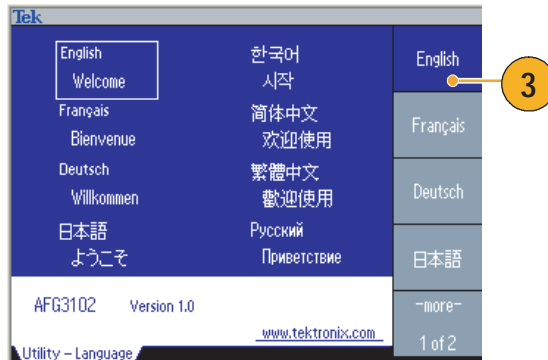 Tek
English
Welcome
Français
Bienvenue
Deutsch
Willkommen
日本語
ようこそ
한국어
시작
简体中文
欢迎使用
繁體中文
歡迎使用
Русский
Приветствие
AFG3102 Version 1.0
www.tektronix.com
Utility – Language
English
Français
Deutsch
日本語
-more-
1 of 2
3